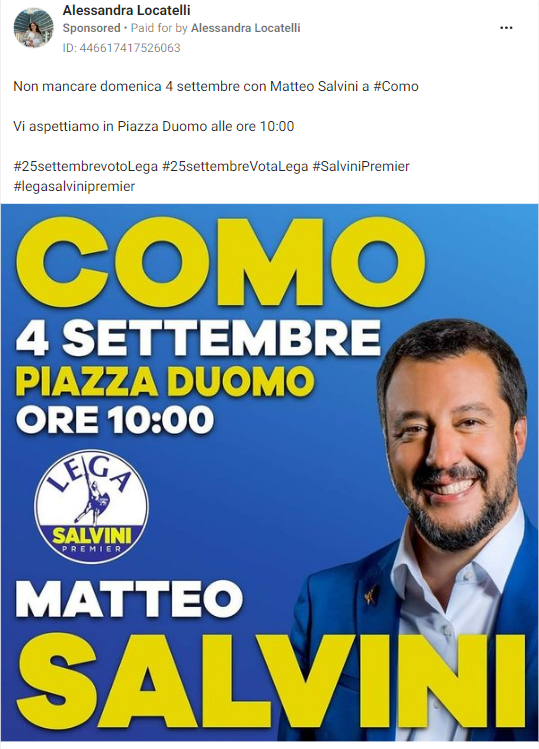 Alessandra Locatelli
Sponsored • Paid for by Alessandra Locatelli
ID: 446617417526063
Non mancare domenica 4 settembre con Matteo Salvini a #Como
Vi aspettiamo in Piazza Duomo alle ore 10:00
#25settembrevotoLega #25settembreVotaLega #SalviniPremier
#legasalvinipremier
COMO
4 SETTEMBRE
PIAZZA DUOMO
ORE 10:00
LEGA
SALVINI
PREMIER
MATTEO
SALVINI